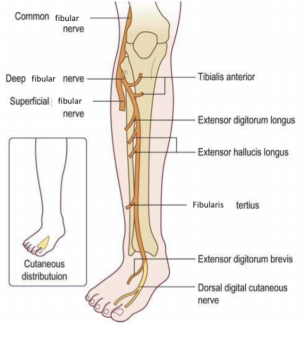 Common fibular
nerve
Deep fibular nerve
Superficial fibular
nerve
Tibialis anterior
Extensor digitorum longus
Extensor hallucis longus
Fibularis tertius
Extensor digitorum brevis
Dorsal digital cutaneous
nerve
Cutaneous
distributuion